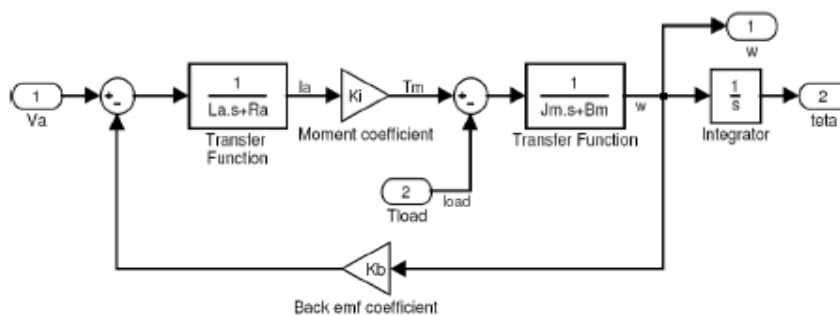 1
w
1
Va
+
-
1
La.s+Ra
Transfer
Function
Ia
Ki
Moment coefficient
Tm
+
-
1
Jm.s+Bm
Transfer Function
w
1
s
Integrator
2
teta
2
Tload
load
Kb
Back emf coefficient